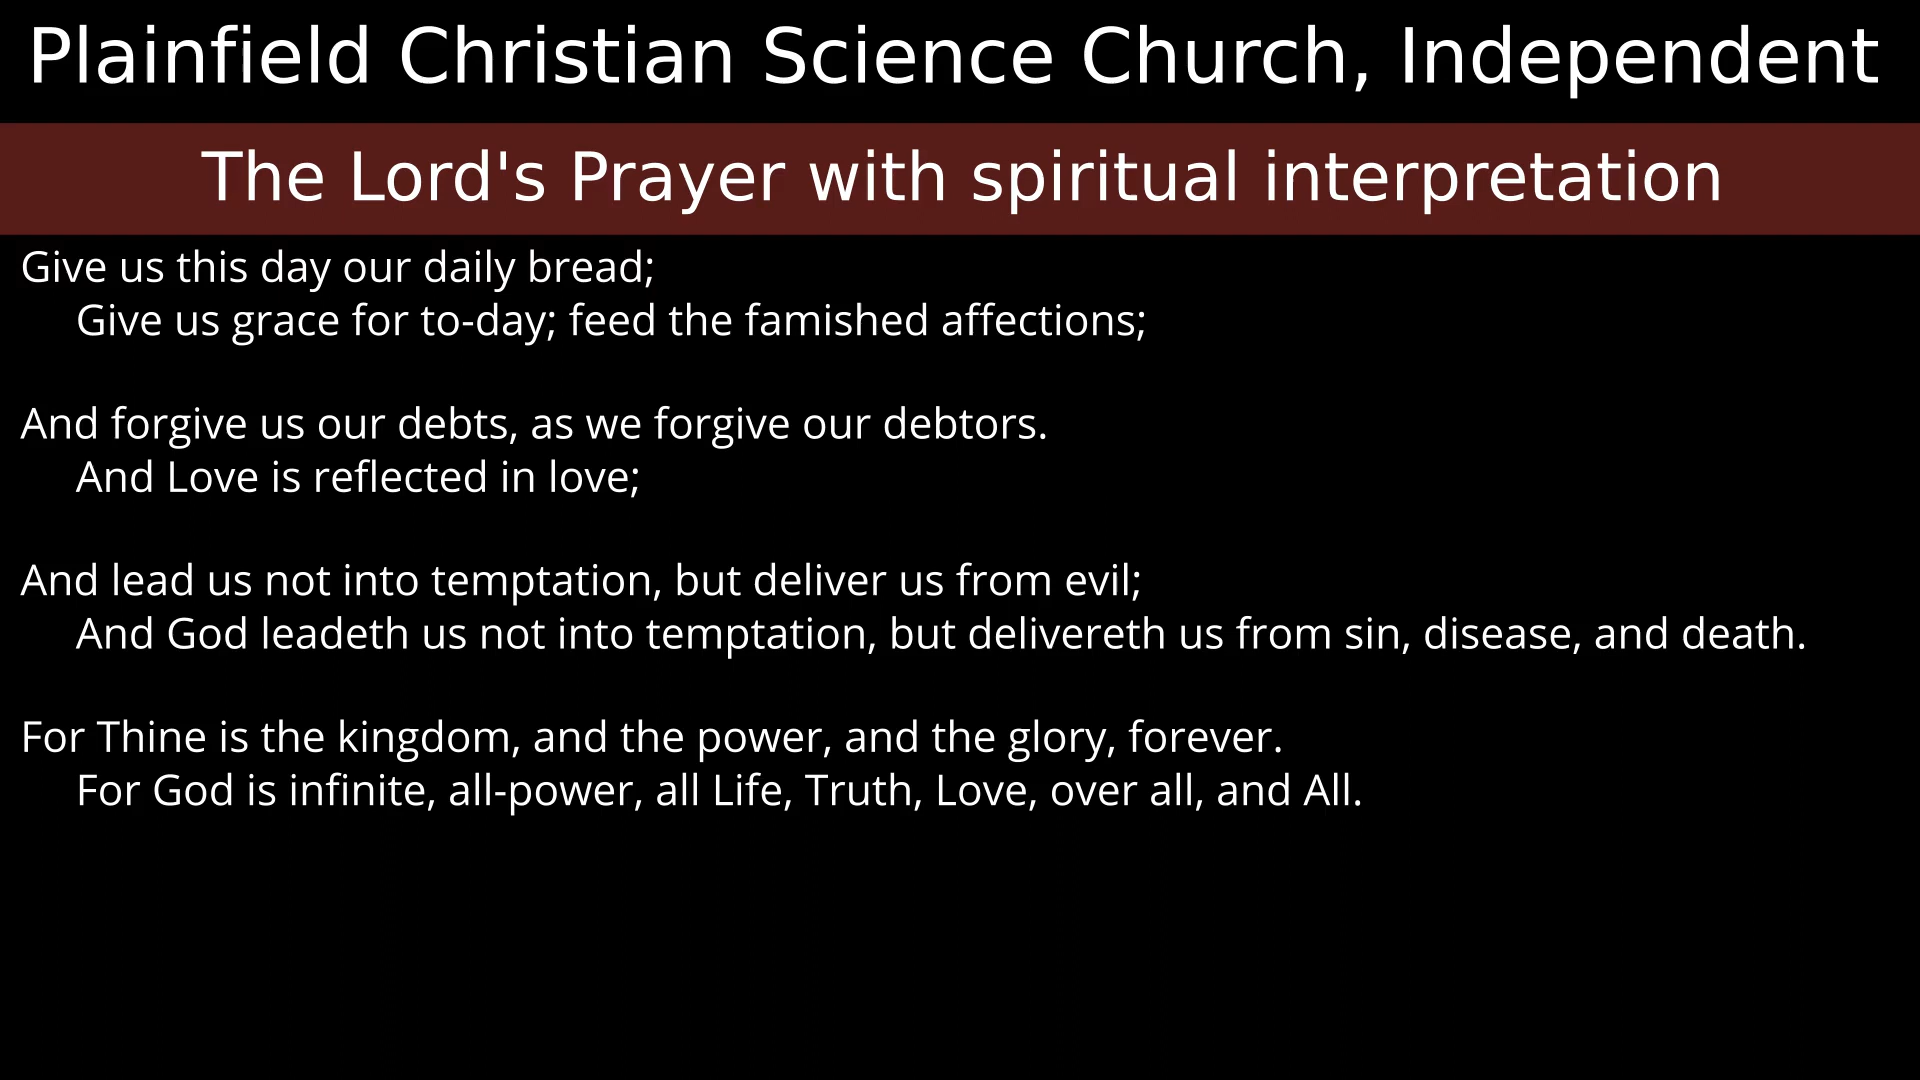 Plainfield Christian Science Church, Independent
The Lord's Prayer with spiritual interpretation
Give us this day our daily bread;
Give us grace for to-day; feed the famished affections;
And forgive us our debts, as we forgive our debtors.
And Love is reflected in love;
And lead us not into temptation, but deliver us from evil;
And God leadeth us not into temptation, but delivereth us from sin, disease, and death.
For Thine is the kingdom, and the power, and the glory, forever.
For God is infinite, all-power, all Life, Truth, Love, over all, and All.